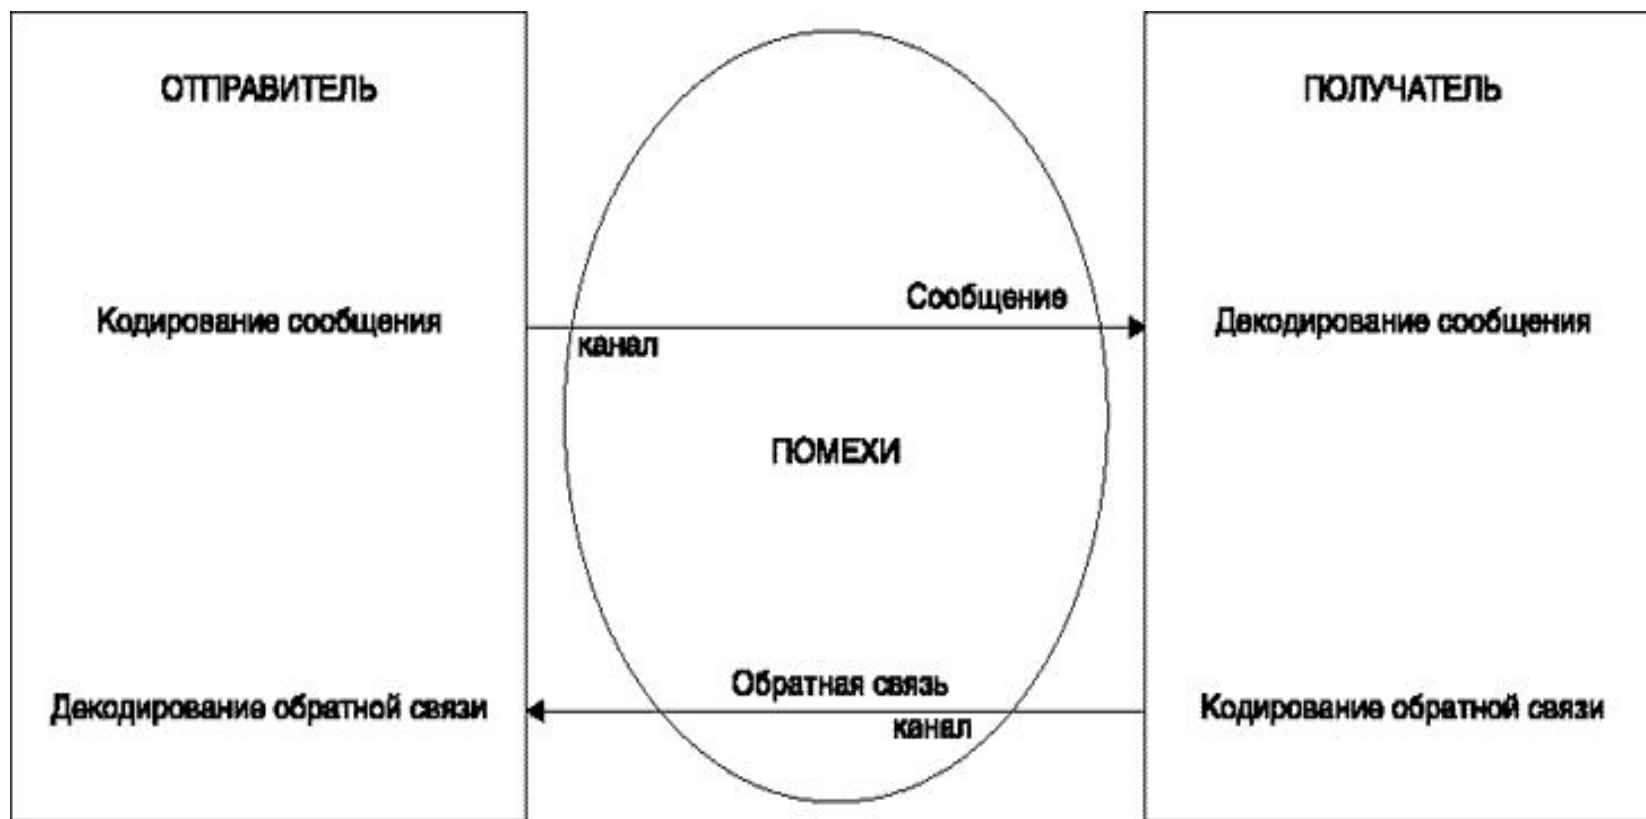 ОТПРАВИТЕЛЬ
ПОЛУЧАТЕЛЬ
Кодирование сообщения
Сообщение
канал
Декодирование сообщения
ПОМЕХИ
Декодирование обратной связи
Обратная связь
канал
Кодирование обратной связи